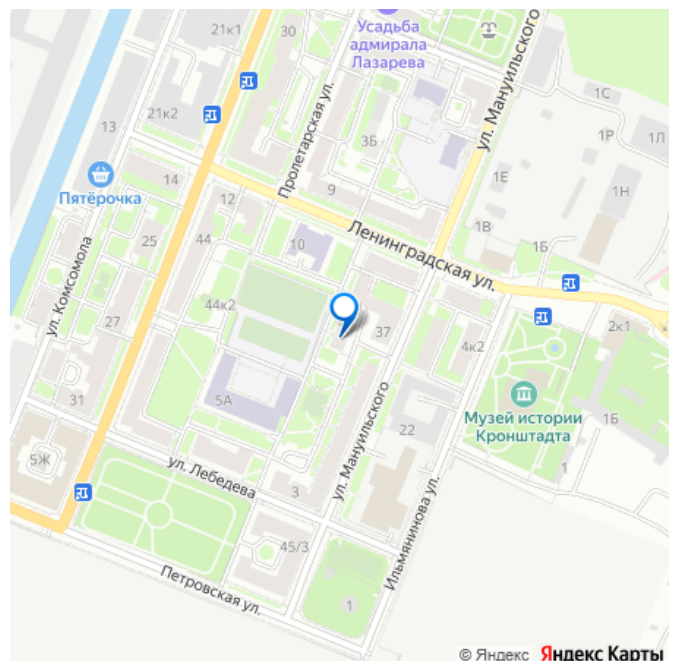 Усадьба
адмирала
Лазарева
21к1
30
ул. Мануильского
1С
21к2
13
Пролетарская ул.
3Б
1Р
1Л
Пятёрочка
14
12
9
1Е
1Н
1В
1Б
Ленинградская ул.
25
44
10
ул. Комсомола
44к2
27
37
4к2
2к1
31
5А
Музей истории
Кронштадта
1Б
5Ж
ул. Лебедева
3
ул. Мануильского
22
1
Ильмянинова ул.
45/3
Петровская ул.
1
© Яндекс Яндекс Карты